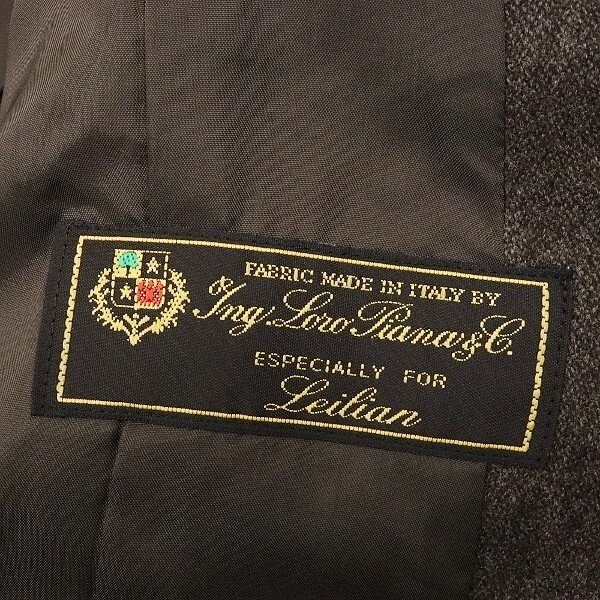 FABRIC MADE IN ITALY BY
Ing. Loro Piana & C.
ESPECIALLY FOR
Leilian